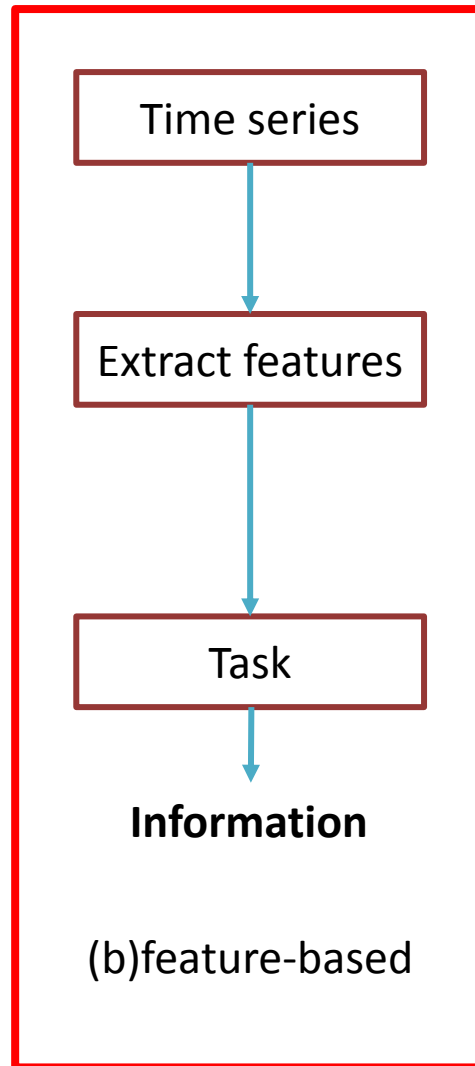 Time series
Extract features
Task
Information
(b)feature-based